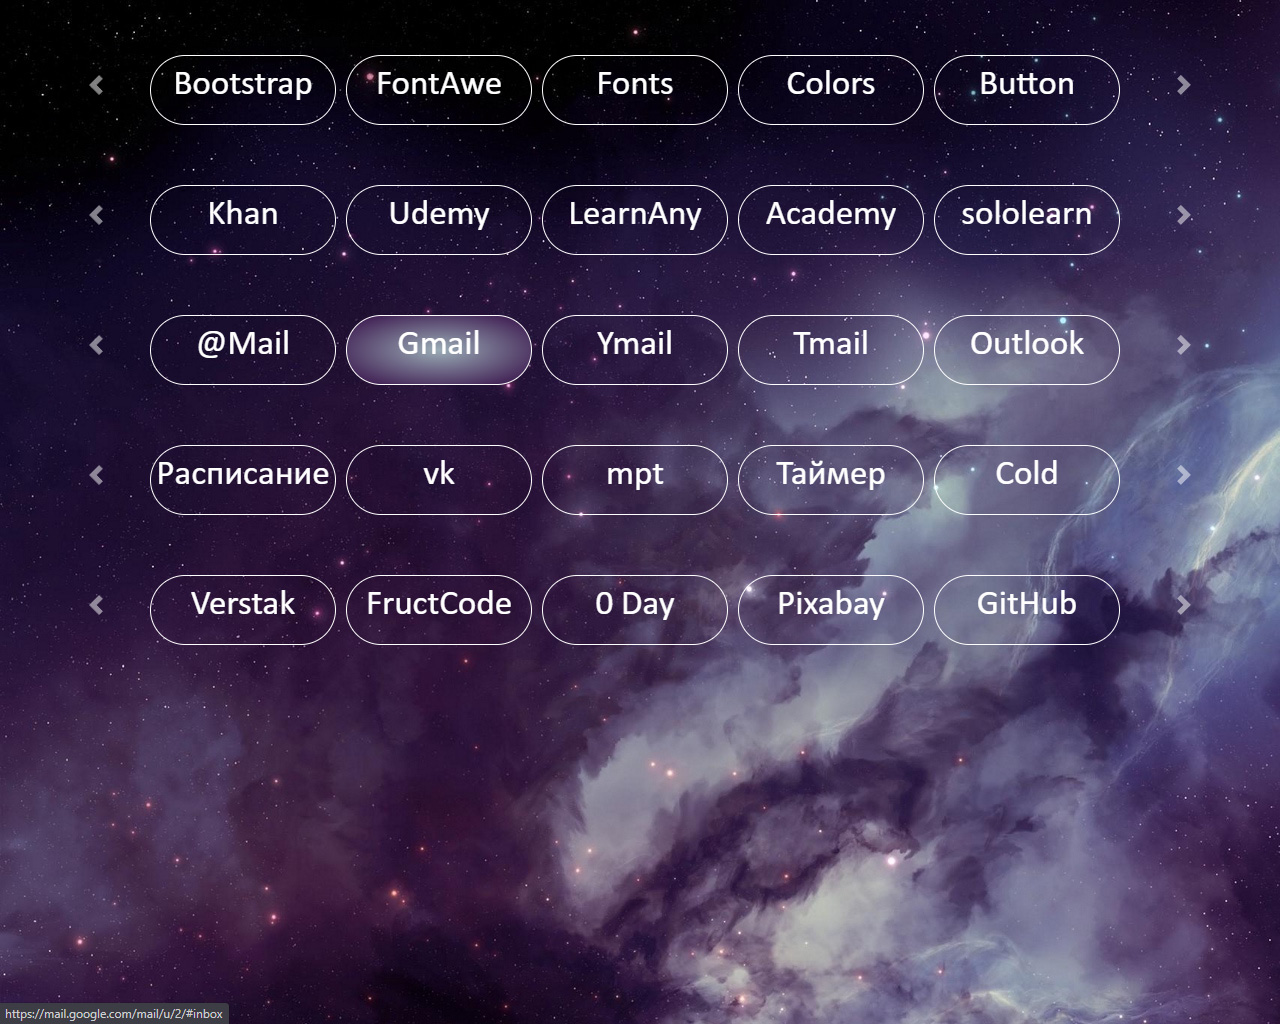 Bootstrap FontAwe Fonts Colors Button
Khan Udemy LearnAny Academy sololearn
@Mail Gmail Ymail Tmail Outlook
Расписание vk mpt Таймер Cold
Verstak FructCode 0 Day Pixabay GitHub
https://mail.google.com/mail/u/2/#inbox